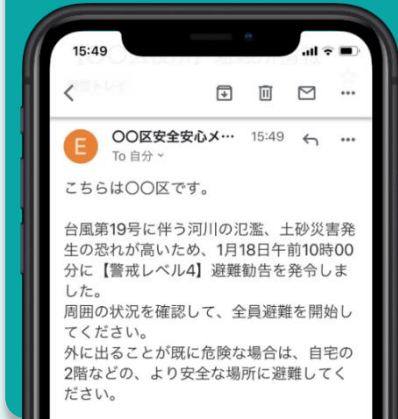 15:49
〇〇区安全安心メ… 15:49
E
To 自分
こちらは〇〇区です。
台風第19号に伴う河川の氾濫、土砂災害発
生の恐れが高いため、1月18日午前10時00
分に【警戒レベル4】避難勧告を発令しま
した。
周囲の状況を確認して、全員避難を開始し
てください。
外に出ることが既に危険な場合は、自宅の
2階などの、より安全な場所に避難してく
ださい。